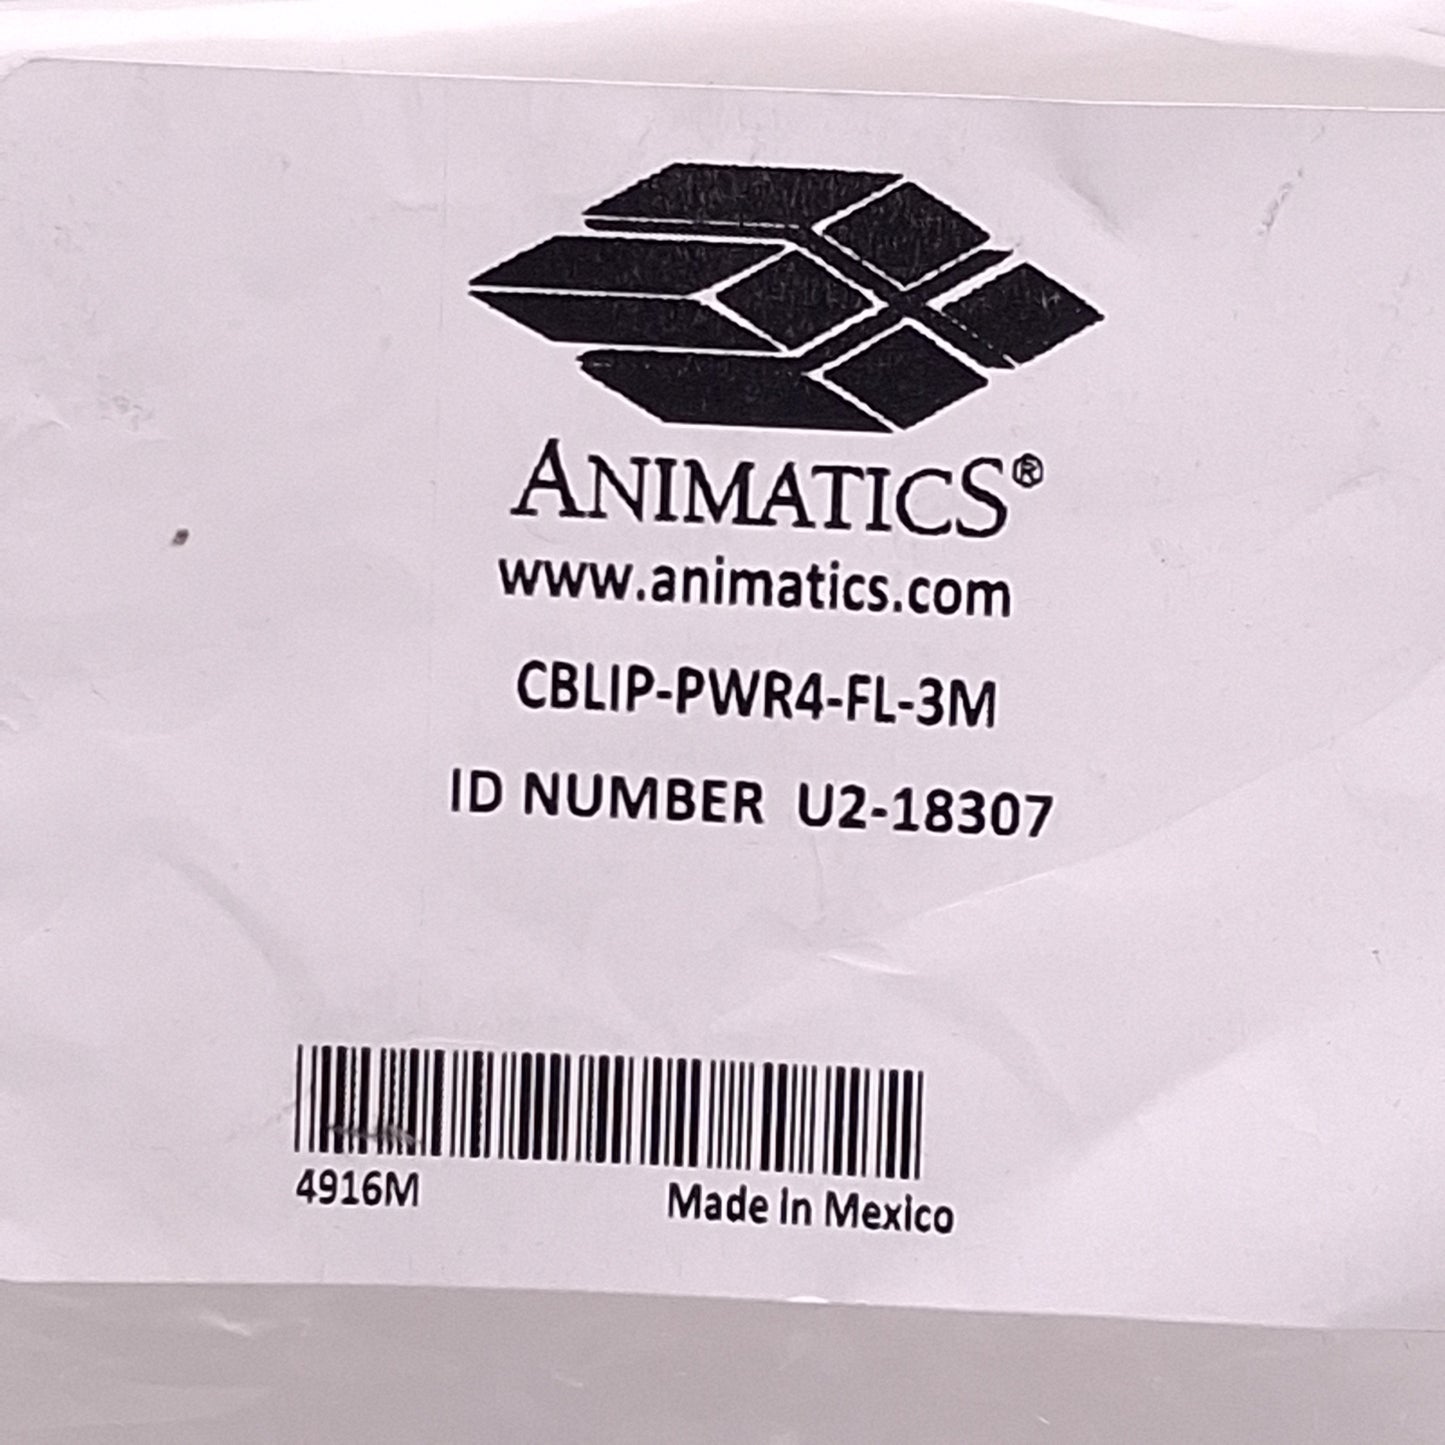 ANIMATICS®
www.animatics.com
CBLIP-PWR4-FL-3M
ID NUMBER U2-18307
4916M Made In Mexico